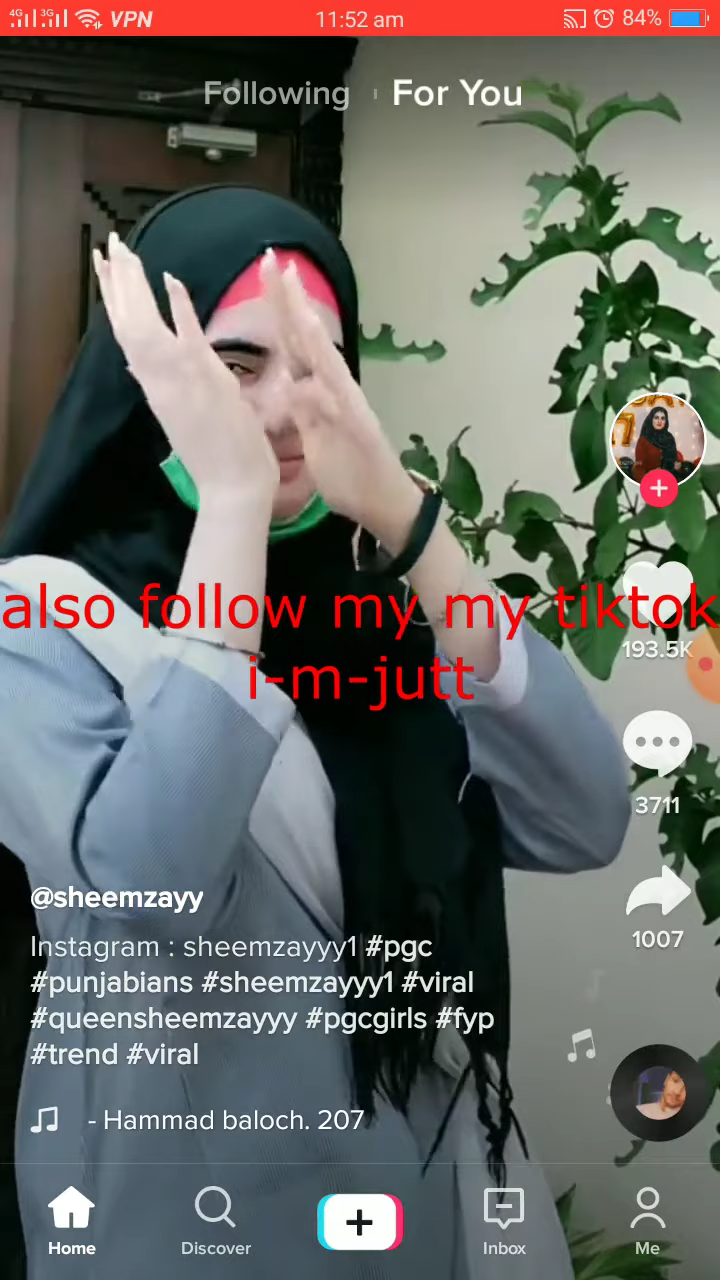 4G 3G VPN 11:52 am 84%
Following For You
also follow my my tiktok
193.5K
i-m-jutt
3711
@sheemzayy
1007
Instagram : sheemzayyy1 #pgc
#punjabians #sheemzayyy1 #viral
#queensheemzayyy #pgcgirls #fyp
#trend #viral
- Hammad baloch. 207
Home Discover Inbox Me